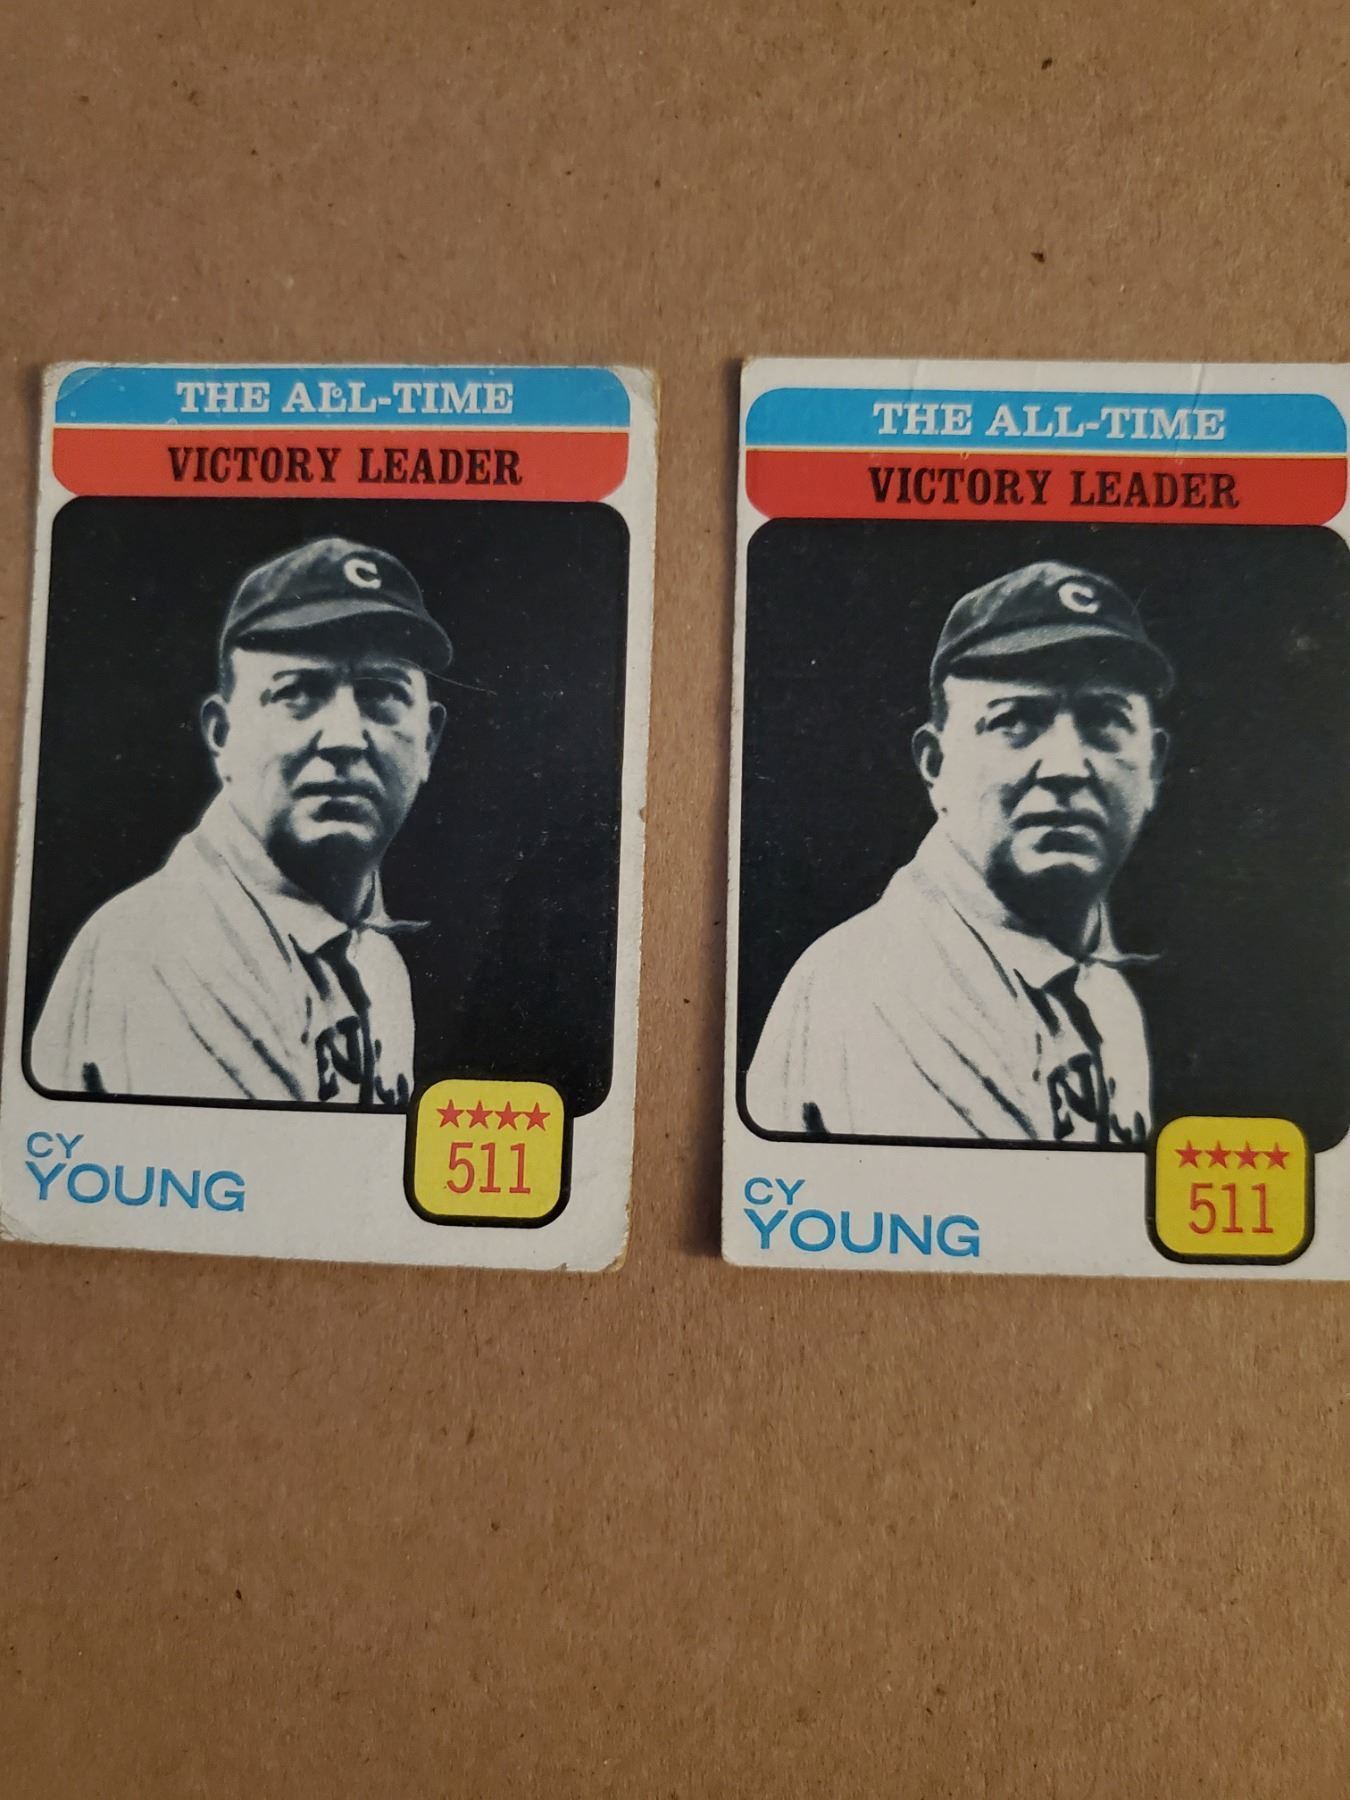 THE ALL-TIME
VICTORY LEADER
C
CY
YOUNG
★★★★
511
THE ALL-TIME
VICTORY LEADER
C
CY
YOUNG
★★★★
511